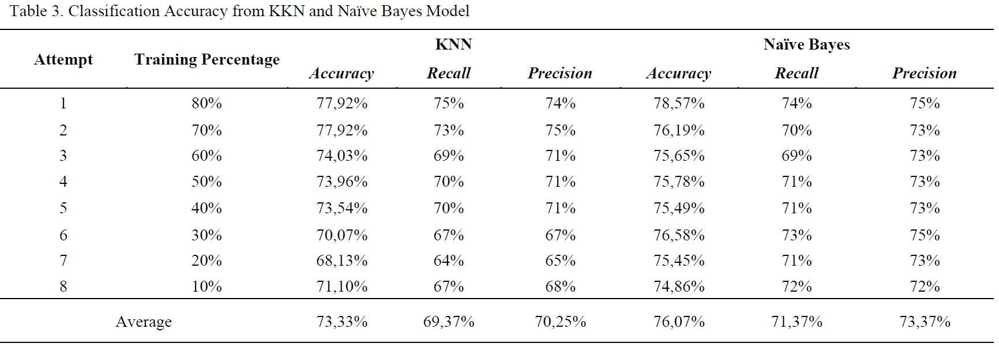 Table 3. Classification Accuracy from KKN and Naïve Bayes Model
Attempt Training Percentage KNN Naïve Bayes
Accuracy Recall Precision Accuracy Recall Precision
1 80% 77,92% 75% 74% 78,57% 74% 75%
2 70% 77,92% 73% 75% 76,19% 70% 73%
3 60% 74,03% 69% 71% 75,65% 69% 73%
4 50% 73,96% 70% 71% 75,78% 71% 73%
5 40% 73,54% 70% 71% 75,49% 71% 73%
6 30% 70,07% 67% 67% 76,58% 73% 75%
7 20% 68,13% 64% 65% 75,45% 71% 73%
8 10% 71,10% 67% 68% 74,86% 72% 72%
Average 73,33% 69,37% 70,25% 76,07% 71,37% 73,37%